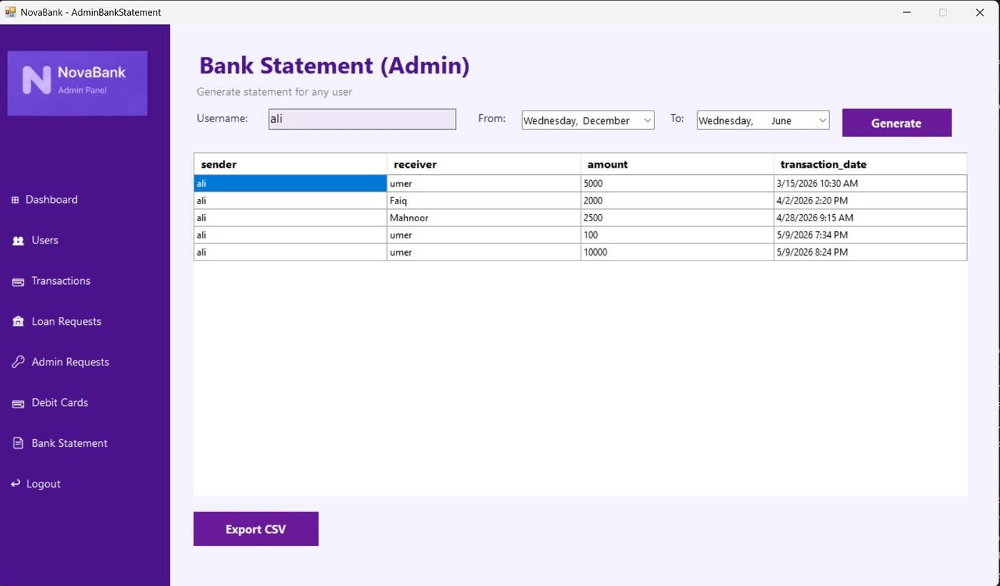 NovaBank - AdminBankStatement
NovaBank
Admin Panel
Dashboard
Users
Transactions
Loan Requests
Admin Requests
Debit Cards
Bank Statement
Logout
Bank Statement (Admin)
Generate statement for any user
Username: ali From: Wednesday, December To: Wednesday, June Generate
sender receiver amount transaction_date
ali umer 5000 3/15/2026 10:30 AM
ali Faiq 2000 4/2/2026 2:20 PM
ali Mahnoor 2500 4/28/2026 9:15 AM
ali umer 100 5/9/2026 7:34 PM
ali umer 10000 5/9/2026 8:24 PM
Export CSV